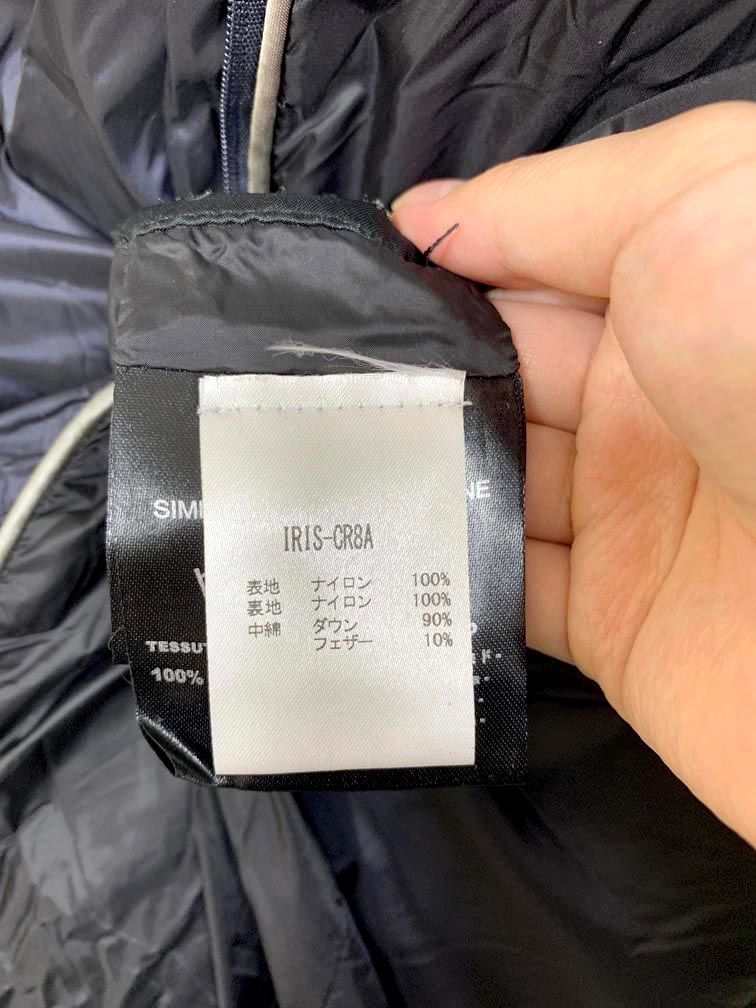 IRIS-CR8A
表地 ナイロン 100%
裏地 ナイロン 100%
中綿 ダウン 90%
フェザー 10%
100%